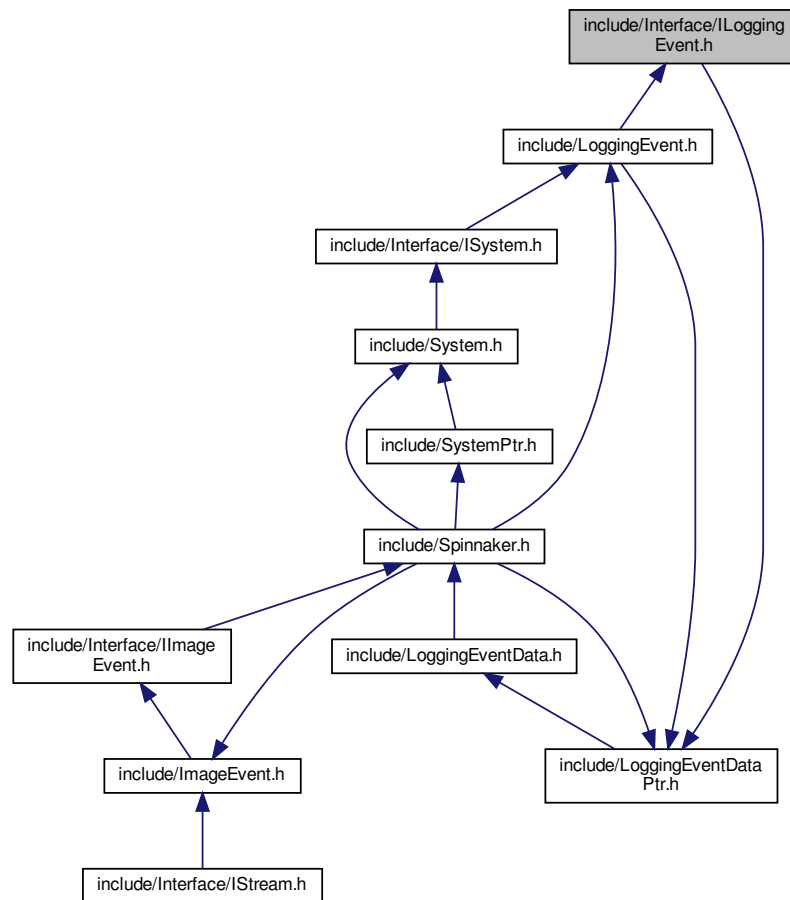 include/Interface/ILogging
Event.h
include/LoggingEvent.h
include/Interface/ISystem.h
include/System.h
include/SystemPtr.h
include/Spinnaker.h
include/Interface/IImage
Event.h
include/LoggingEventData.h
include/ImageEvent.h
include/LoggingEventData
Ptr.h
include/Interface/IStream.h